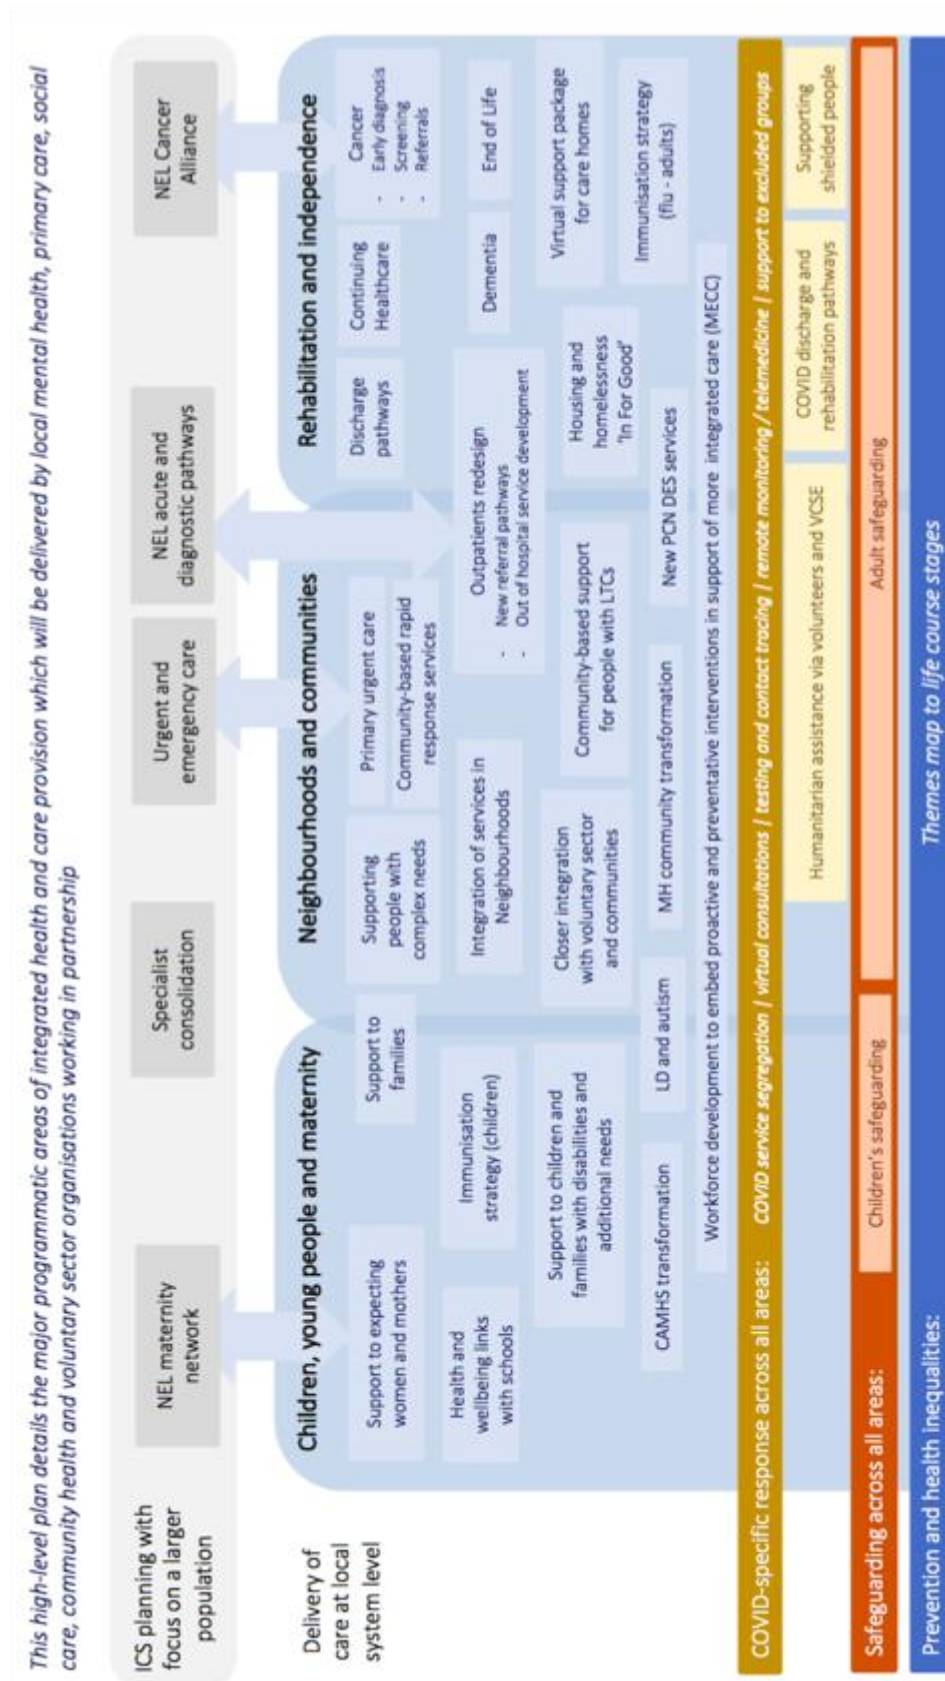 This high-level plan details the major programmatic areas of integrated health and care provision which will be delivered by local mental health, primary care, social
care, community health and voluntary sector organisations working in partnership
ICS planning with
focus on a larger
population
NEL maternity
network
Specialist
consolidation
Urgent and
emergency care
NEL acute and
diagnostic pathways
NEL Cancer
Alliance
Delivery of
care at local
system level
Children, young people and maternity
Support to expecting
women and mothers
Support to
families
Health and
wellbeing links
with schools
Immunisation
strategy (children)
Support to children and
families with disabilities and
additional needs
CAMHS transformation
LD and autism
Neighbourhoods and communities
Supporting
people with
complex needs
Primary urgent care
Community-based rapid
response services
Integration of services in
Neighbourhoods
Outpatients redesign
- New referral pathways
- Out of hospital service development
Closer integration
with voluntary sector
and communities
Community-based support
for people with LTCs
MH community transformation
New PCN DES services
Rehabilitation and independence
Discharge
pathways
Continuing
Healthcare
Cancer
- Early diagnosis
- Screening
- Referrals
Dementia
End of Life
Housing and
homelessness
'In For Good'
Virtual support package
for care homes
Immunisation strategy
(flu - adults)
Workforce development to embed proactive and preventative interventions in support of more integrated care (MECC)
COVID-specific response across all areas: COVID service segregation | virtual consultations | testing and contact tracing | remote monitoring / telemedicine | support to excluded groups
Humanitarian assistance via volunteers and VCSE
COVID discharge and
rehabilitation pathways
Supporting
shielded people
Safeguarding across all areas:
Children's safeguarding
Adult safeguarding
Prevention and health inequalities:
Themes map to life course stages